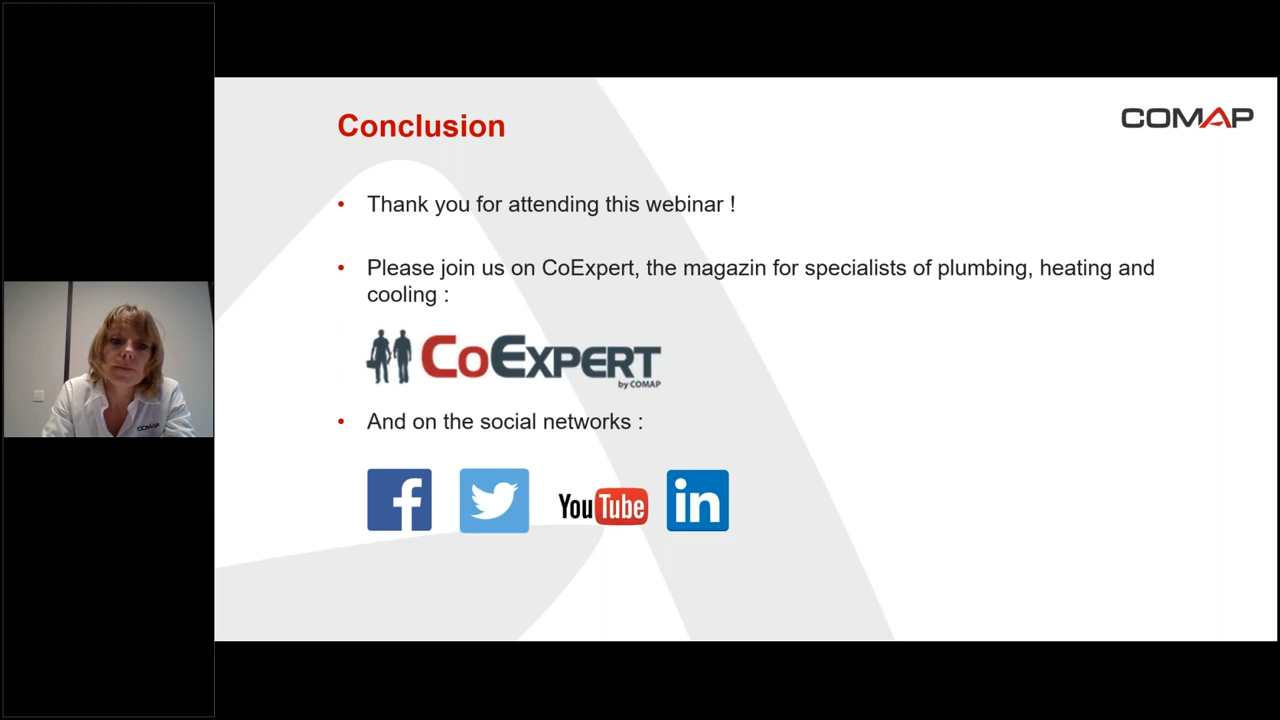 Conclusion
COMAP
Thank you for attending this webinar !
Please join us on CoExpert, the magazin for specialists of plumbing, heating and
cooling :
CoExpert
by COMAP
And on the social networks :
f
YouTube
in
COMAP